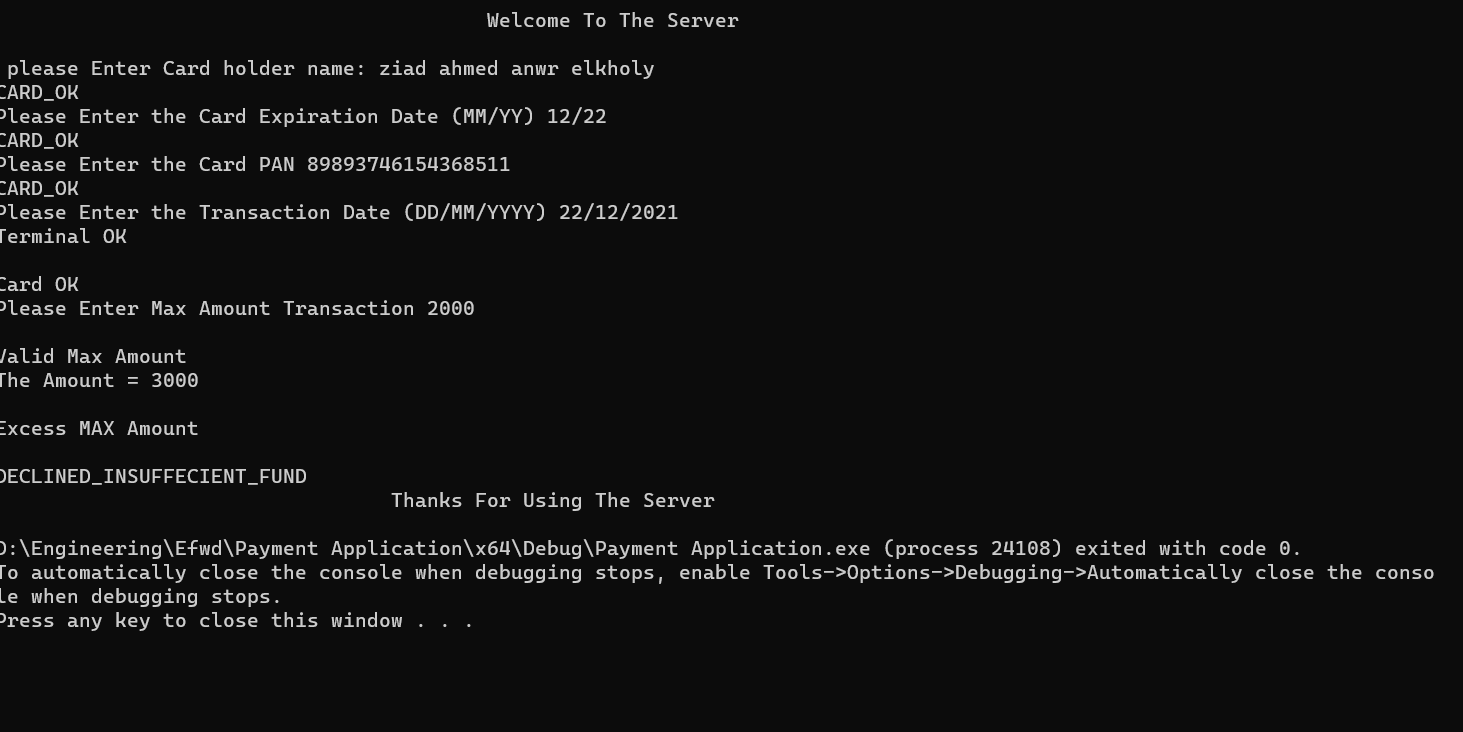 Welcome To The Server
please Enter Card holder name: ziad ahmed anwr elkholy
CARD_OK
Please Enter the Card Expiration Date (MM/YY) 12/22
CARD_OK
Please Enter the Card PAN 89893746154368511
CARD_OK
Please Enter the Transaction Date (DD/MM/YYYY) 22/12/2021
Terminal OK
Card OK
Please Enter Max Amount Transaction 2000
Valid Max Amount
The Amount = 3000
Excess MAX Amount
DECLINED_INSUFFECIENT_FUND
Thanks For Using The Server
D:\Engineering\Efwd\Payment Application\x64\Debug\Payment Application.exe (process 24108) exited with code 0.
To automatically close the console when debugging stops, enable Tools->Options->Debugging->Automatically close the conso
le when debugging stops.
Press any key to close this window . . .